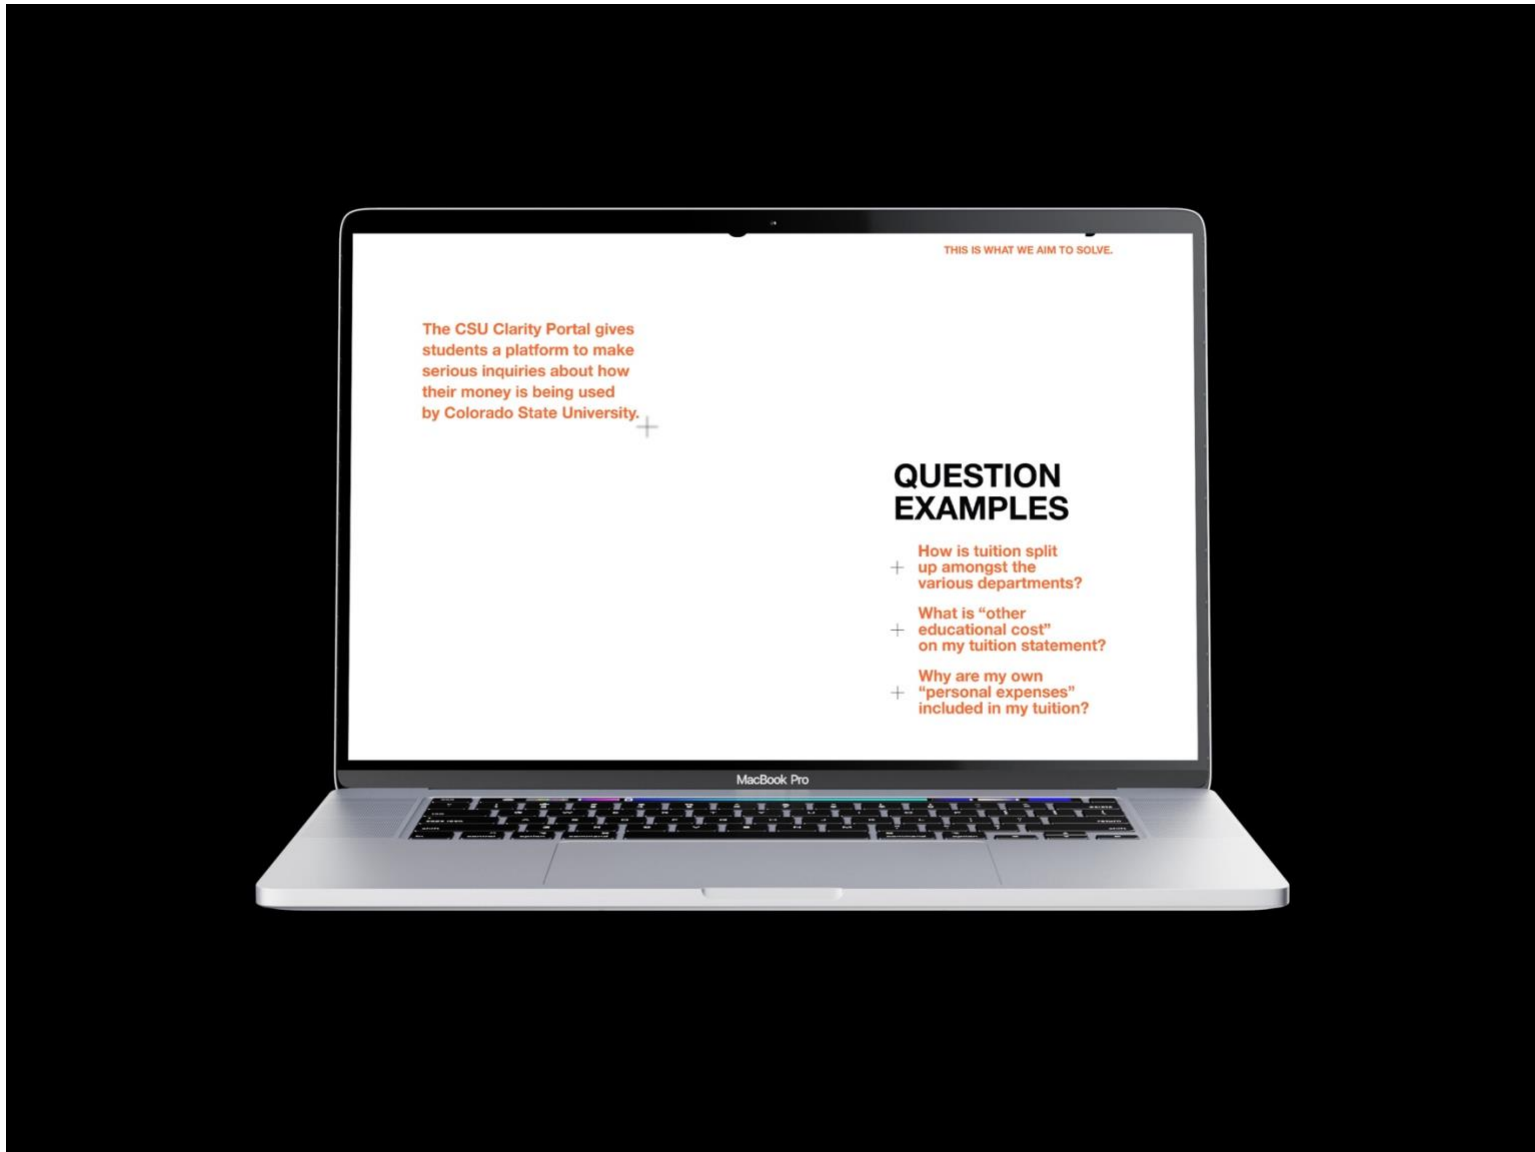 THIS IS WHAT WE AIM TO SOLVE.
The CSU Clarity Portal gives
students a platform to make
serious inquiries about how
their money is being used
by Colorado State University.
QUESTION
EXAMPLES
How is tuition split
up amongst the
various departments?
What is “other
educational cost”
on my tuition statement?
Why are my own
“personal expenses”
included in my tuition?
MacBook Pro